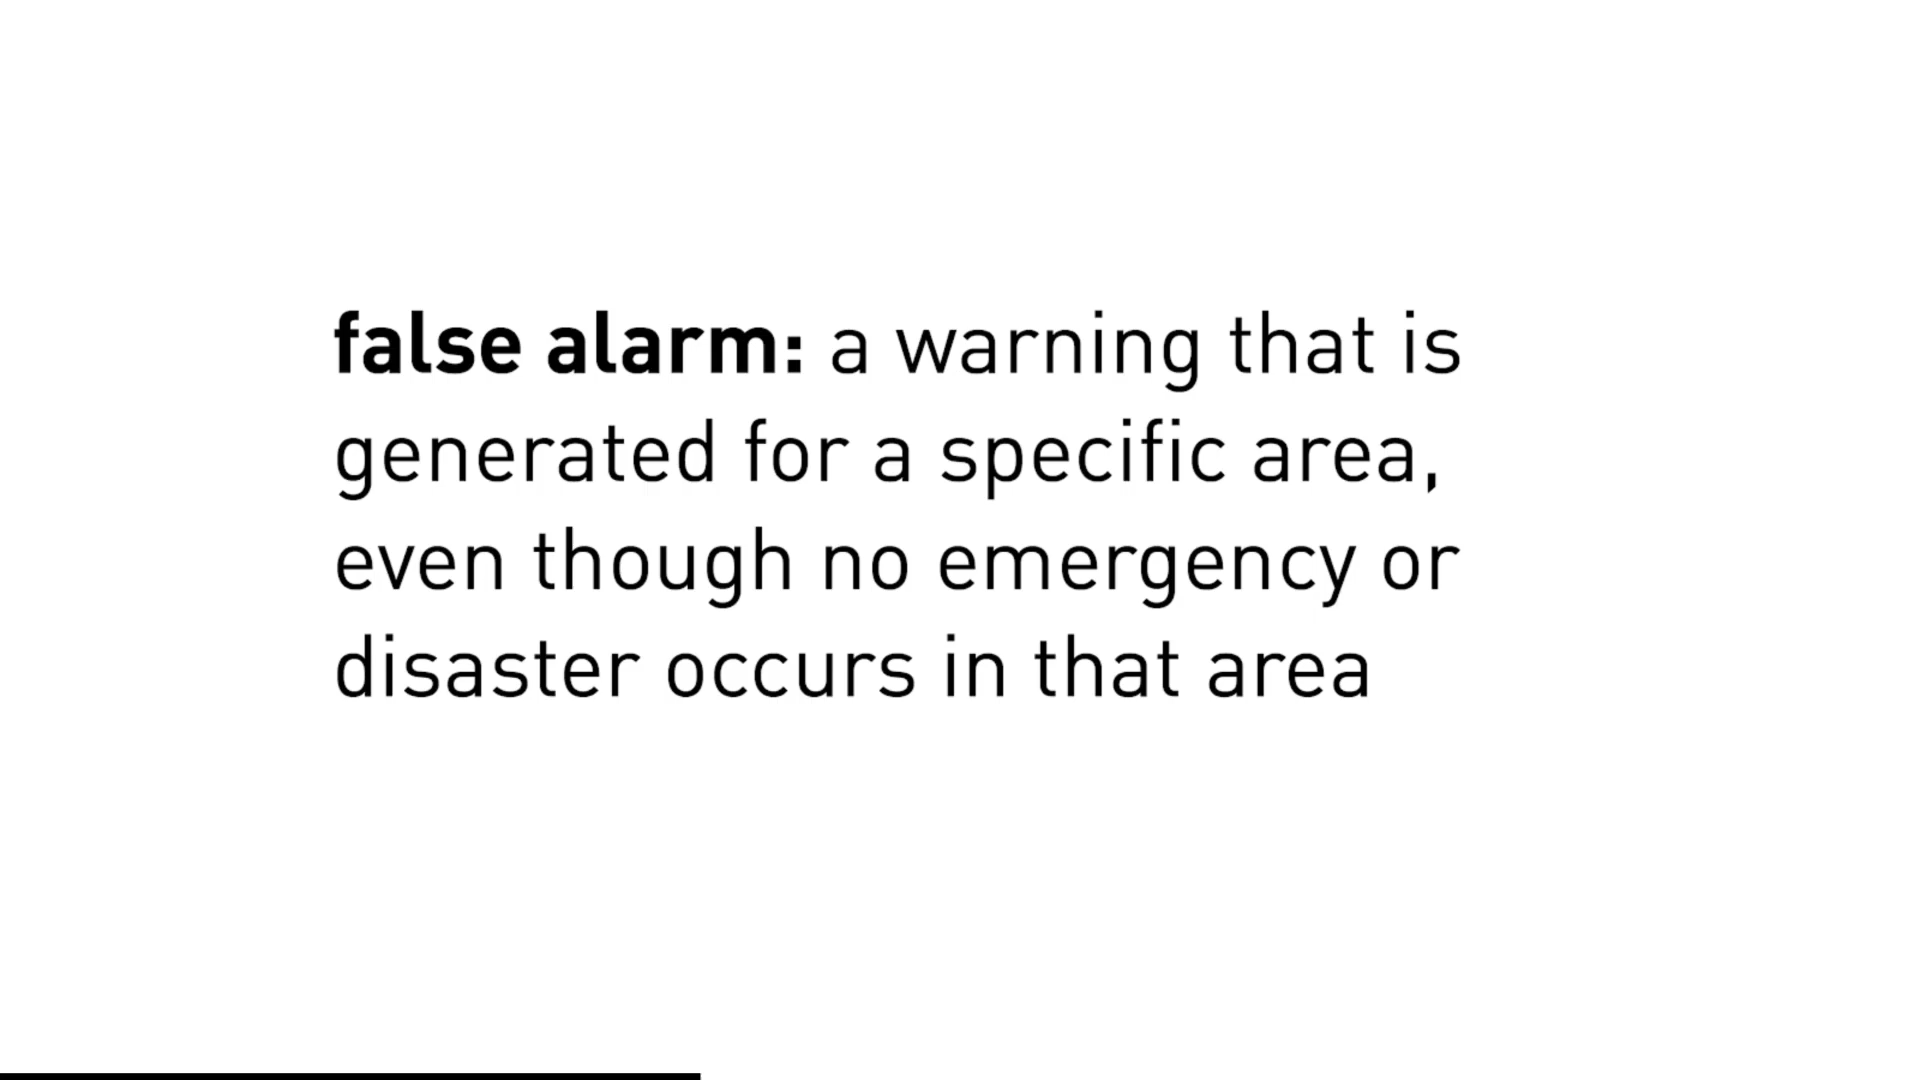 false alarm: a warning that is
generated for a specific area,
even though no emergency or
disaster occurs in that area